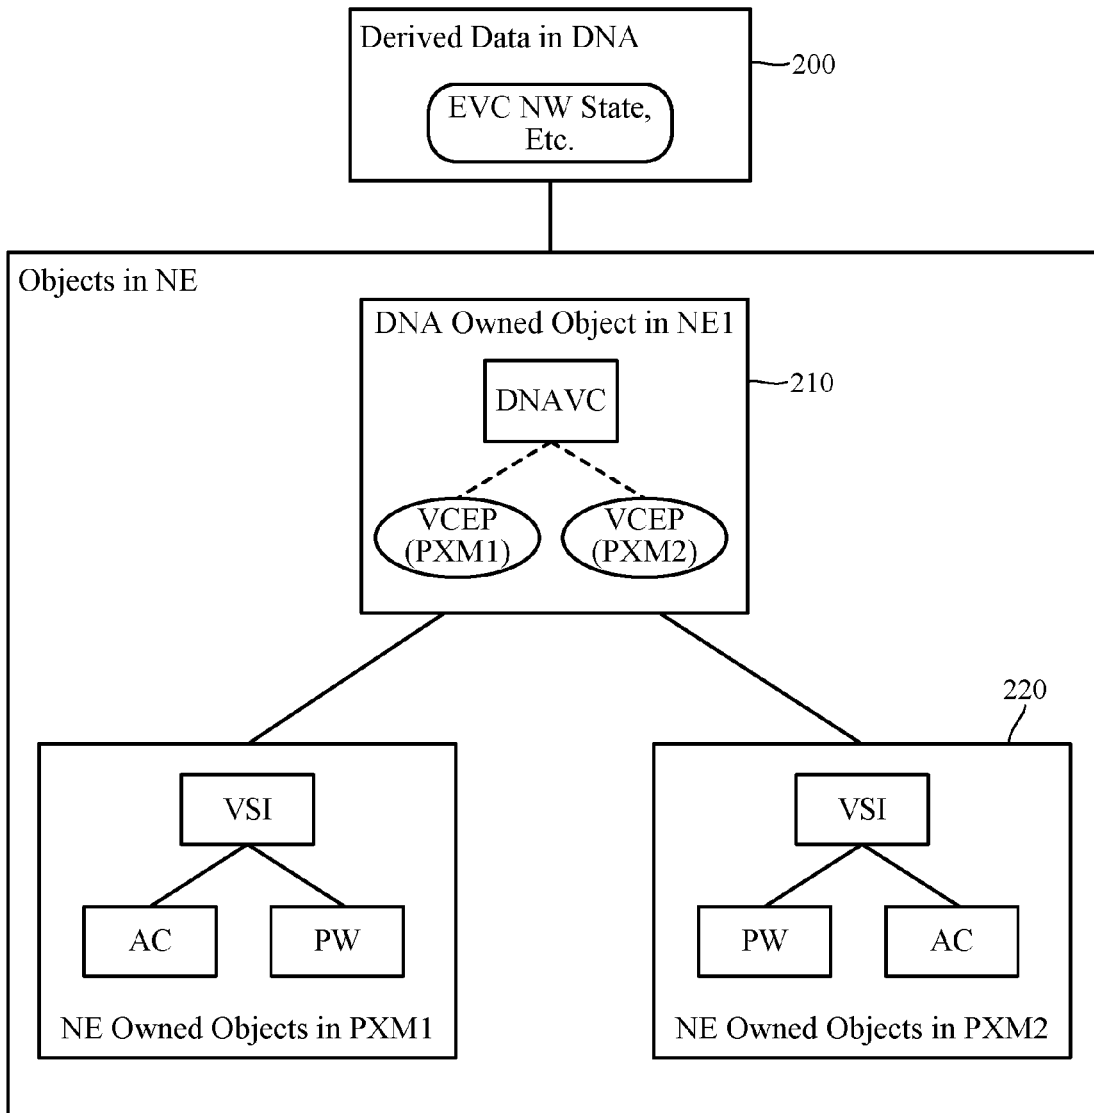 Derived Data in DNA
200
EVC NW State,
Etc.
Objects in NE
DNA Owned Object in NE1
210
DNAVC
VCEP
(PXM1)
VCEP
(PXM2)
220
VSI
AC
PW
NE Owned Objects in PXM1
VSI
PW
AC
NE Owned Objects in PXM2